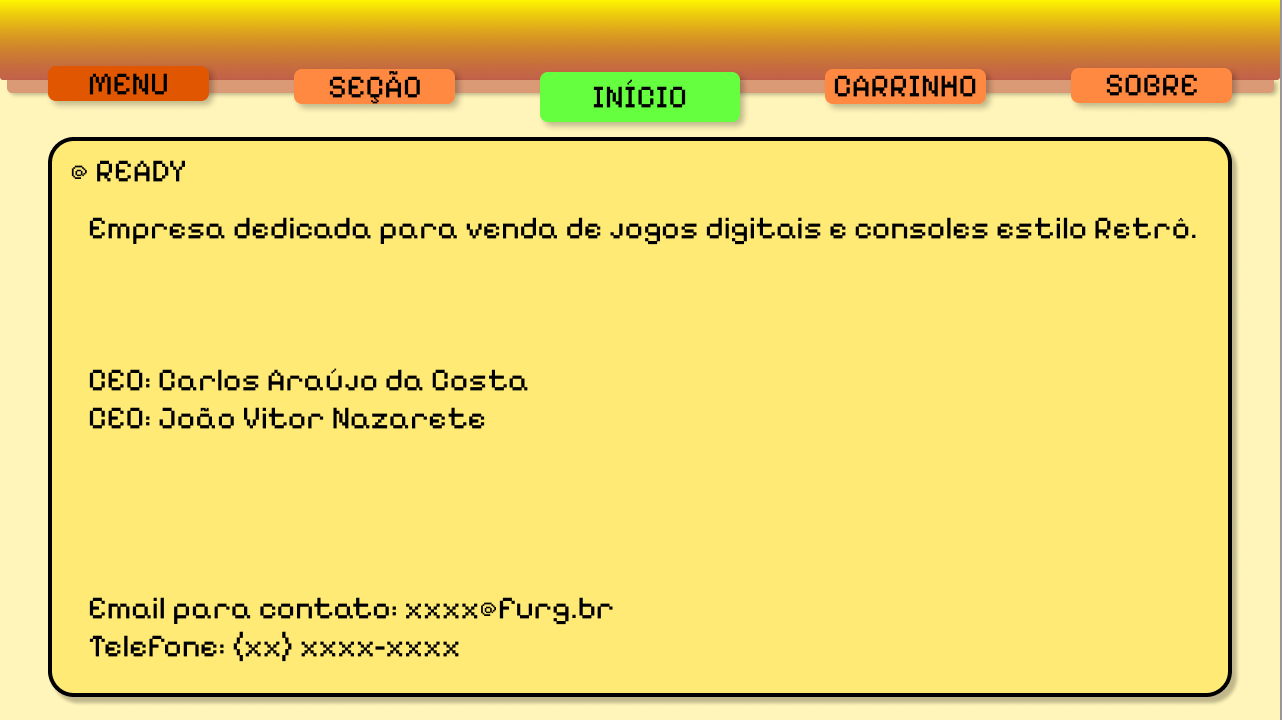 MENU
SEÇÃO
INÍCIO
CARRINHO
SOBRE
@ READY
Empresa dedicada para venda de jogos digitais e consoles estilo Retrô.
CEO: Carlos Araújo da Costa
CEO: João Vitor Nazarete
Email para contato: xxxx@furg.br
Telefone: (xx) xxxx-xxxx